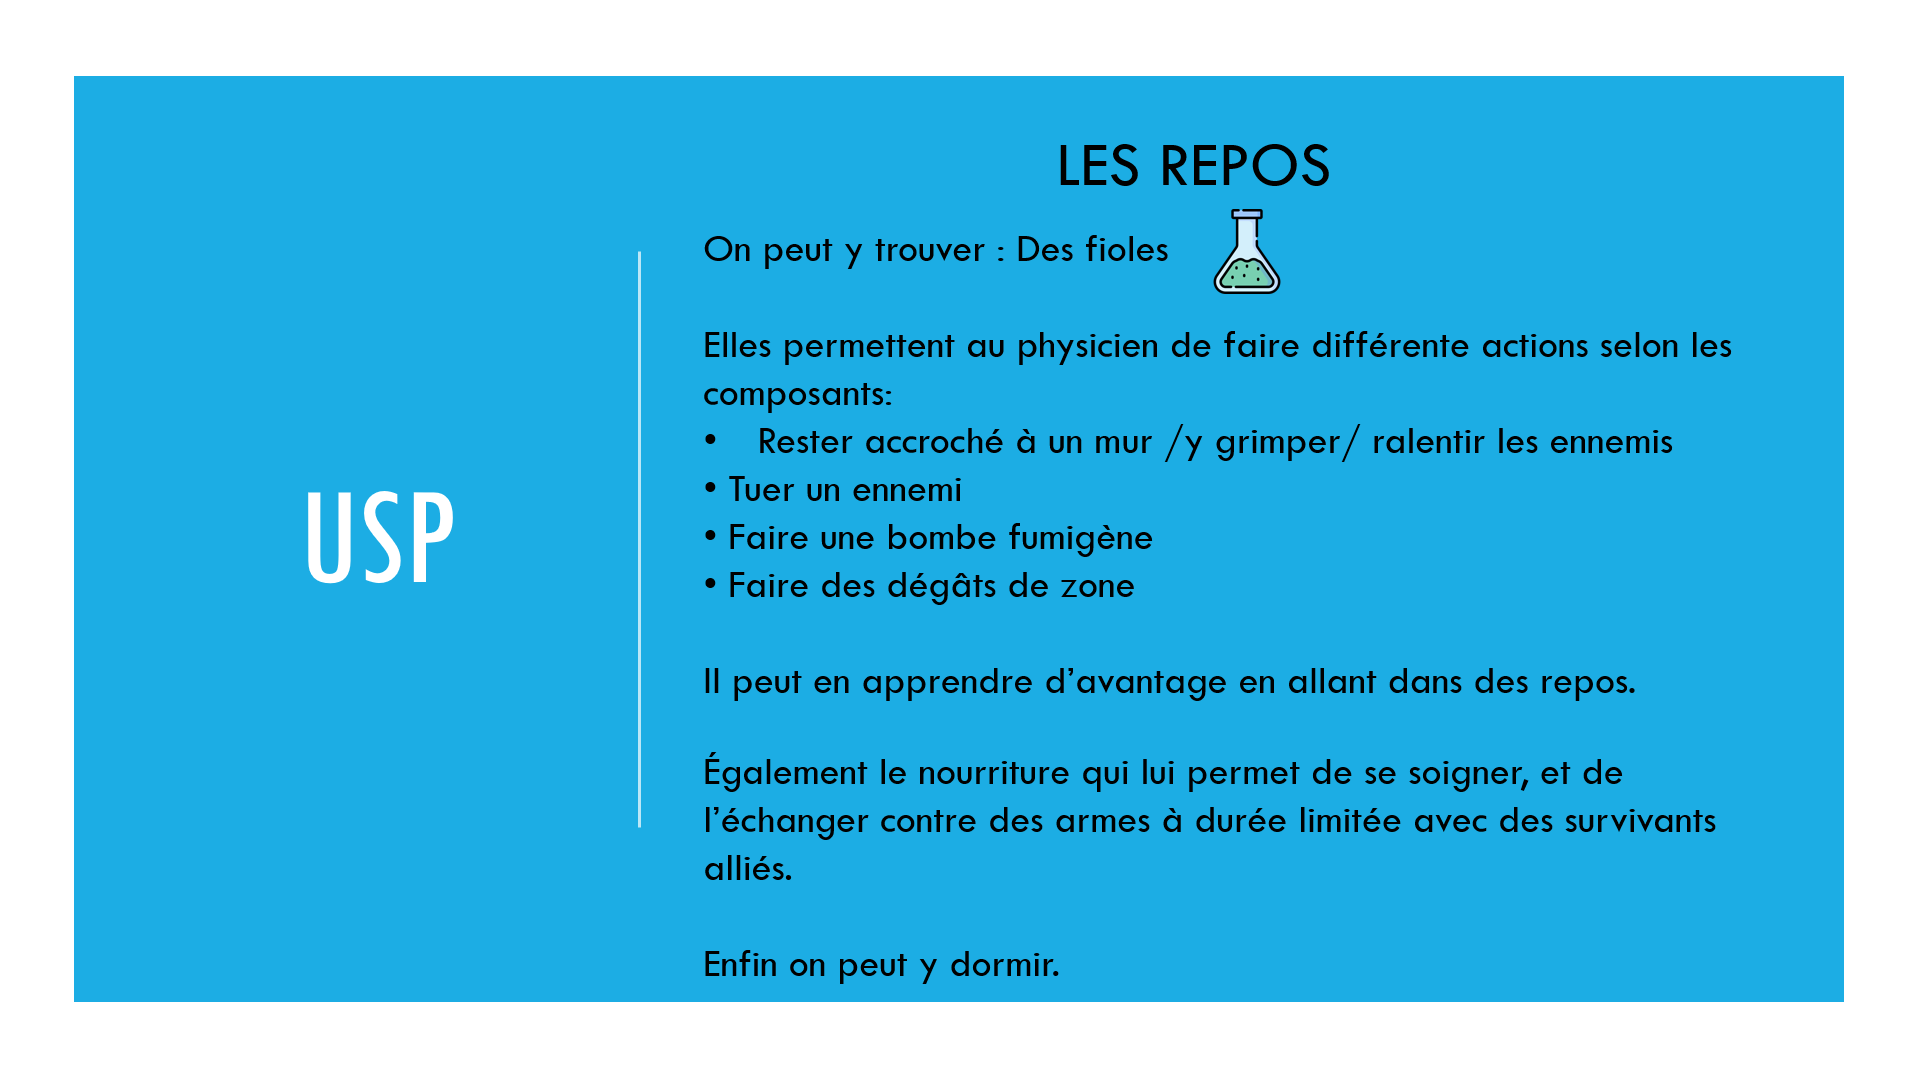 USP
LES REPOS
On peut y trouver : Des fioles
Elles permettent au physicien de faire différente actions selon les
composants:
• Rester accroché à un mur /y grimper/ ralentir les ennemis
• Tuer un ennemi
• Faire une bombe fumigène
• Faire des dégâts de zone
Il peut en apprendre d’avantage en allant dans des repos.
Également le nourriture qui lui permet de se soigner, et de
l’échanger contre des armes à durée limitée avec des survivants
alliés.
Enfin on peut y dormir.